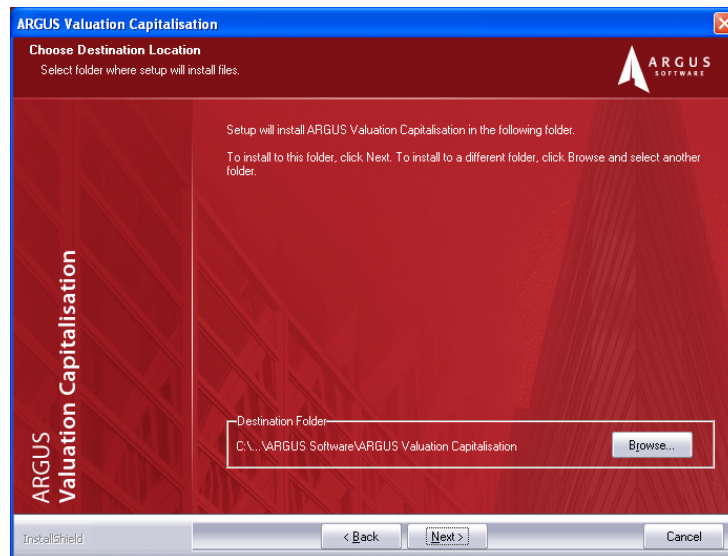 ARGUS Valuation Capitalisation
Choose Destination Location
Select folder where setup will install files.
ARGUS
SOFTWARE
Setup will install ARGUS Valuation Capitalisation in the following folder.
To install to this folder, click Next. To install to a different folder, click Browse and select another
folder.
ARGUS
Valuation Capitalisation
Destination Folder
C:\...\ARGUS Software\ARGUS Valuation Capitalisation
Browse...
InstallShield
< Back
Next >
Cancel